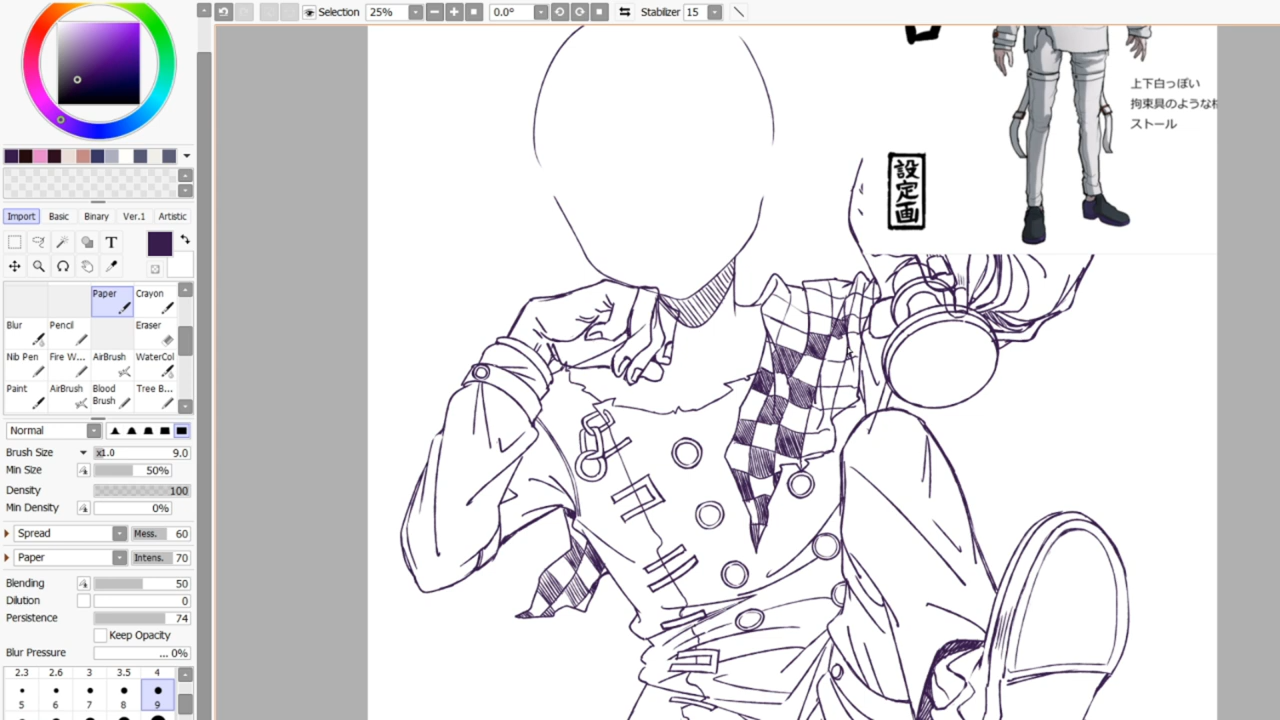 Selection 25% 0.0° Stabilizer 15
上下白っぽい
拘束具のような
ストール
設定画
Import Basic Binary Ver.1 Artistic
T
Paper Crayon
Blur Pencil Eraser
Nib Pen Fire W... AirBrush WaterCol
Paint AirBrush Blood Brush Tree B...
Normal
Brush Size x1.0 9.0
Min Size 50%
Density 100
Min Density 0%
Spread Mess. 60
Paper Intens. 70
Blending 50
Dilution 0
Persistence 74
Keep Opacity
Blur Pressure ... 0%
2.3 2.6 3 3.5 4
5 6 7 8 9